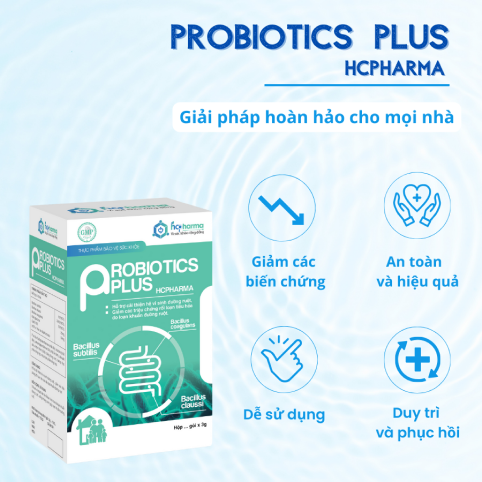 PROBIOTICS PLUS
HCPHARMA
Giải pháp hoàn hảo cho mọi nhà
Giảm các
biến chứng
An toàn
và hiệu quả
Dễ sử dụng
Duy trì
và phục hồi
GMP
hcpharma
THỰC PHẨM BẢO VỆ SỨC KHỎE
PROBIOTICS
PLUS
HCPHARMA
Bacillus
subtilis
Bacillus
coagulans
Bacillus
claussi
Hộp ... gói x 3g